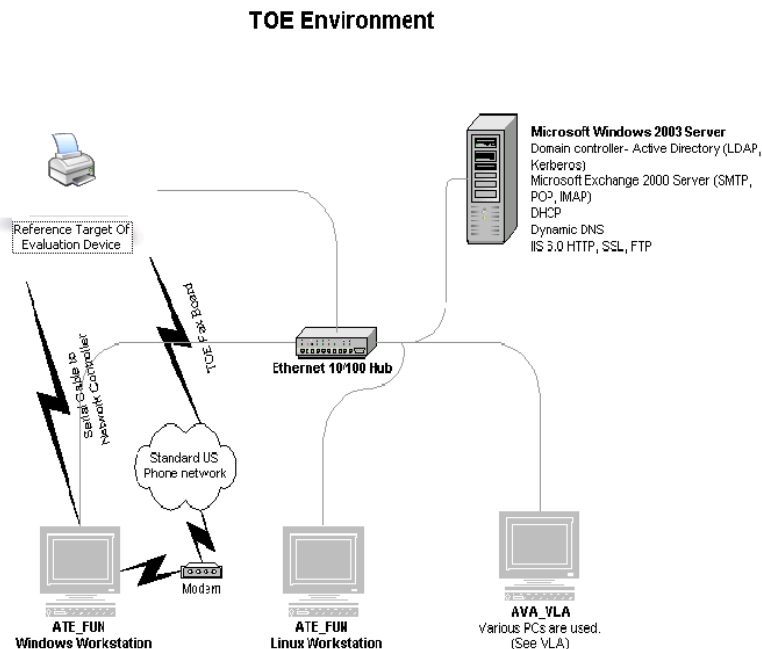 TOE Environment
Microsoft Windows 2003 Server
Domain controller- Active Directory (LDAP,
Kerberos)
Microsoft Exchange 2000 Server (SMTP,
POP, IMAP)
DHCP
Dynamic DNS
IIS 6.0 HTTP, SSL, FTP
Reference Target Of
Evaluation Device
TOE Fax Board
Serial Cable to
Network Controller
Ethernet 10/100 Hub
Standard US
Phone network
Modem
ATE_FUN
Windows Workstation
ATE_FUN
Linux Workstation
AVA_VLA
Various PCs are used.
(See VLA)